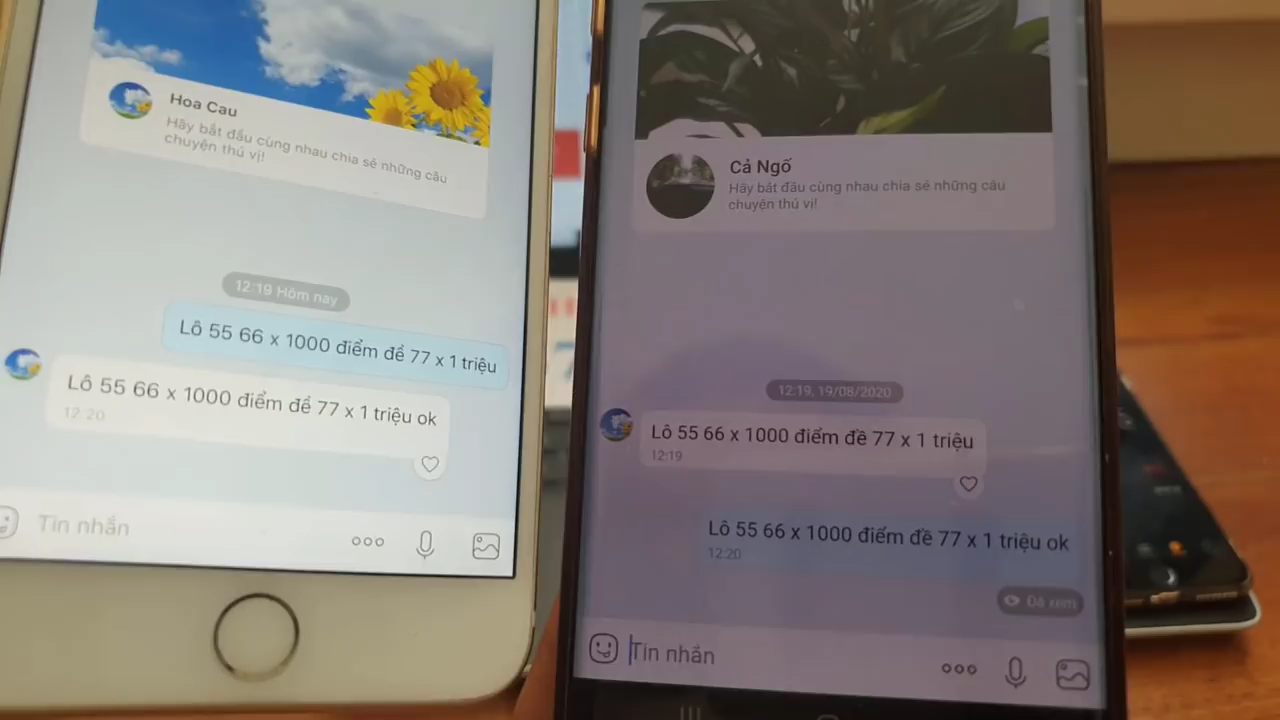 Hoa Cau
Hãy bắt đầu cùng nhau chia sẻ những câu
chuyện thú vị!
12:19 Hôm nay
Lô 55 66 x 1000 điểm đề 77 x 1 triệu
Lô 55 66 x 1000 điểm đề 77 x 1 triệu ok
12:20
Tin nhắn
Cả Ngố
Hãy bắt đầu cùng nhau chia sẻ những câu
chuyện thú vị!
12:19, 19/08/2020
Lô 55 66 x 1000 điểm đề 77 x 1 triệu
12:19
Lô 55 66 x 1000 điểm đề 77 x 1 triệu ok
12:20
Đã xem
Tin nhắn